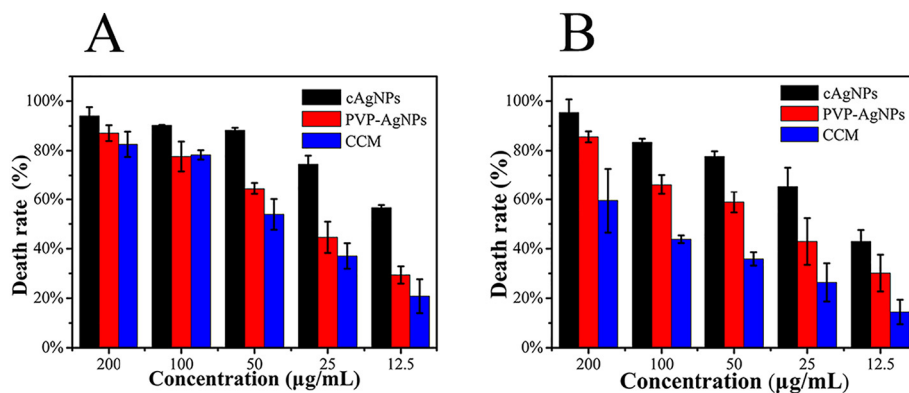 A
Death rate (%)
100%
80%
60%
40%
20%
0%
cAgNPs
PVP-AgNPs
CCM
200 100 50 25 12.5
Concentration (µg/mL)
B
Death rate (%)
100%
80%
60%
40%
20%
0%
cAgNPs
PVP-AgNPs
CCM
200 100 50 25 12.5
Concentration (µg/mL)